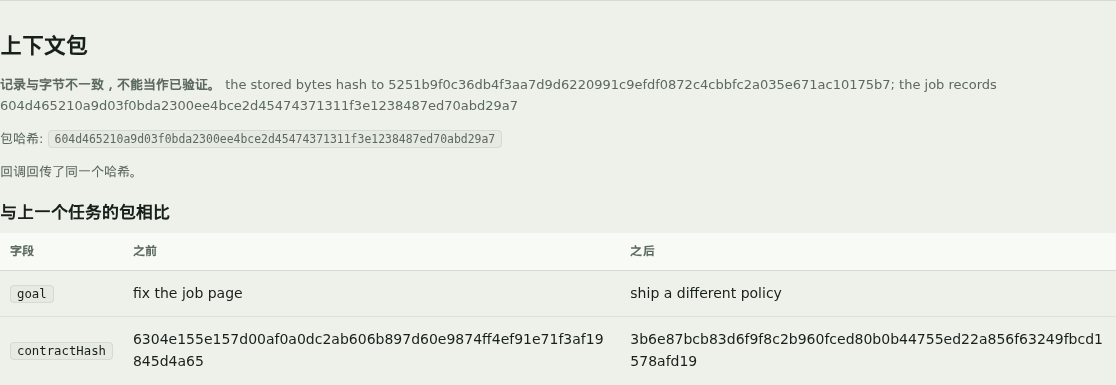 上下文包
记录与字节不一致，不能当作已验证。 the stored bytes hash to 5251b9f0c36db4f3aa7d9d6220991c9efdf0872c4cbbfc2a035e671ac10175b7; the job records
604d465210a9d03f0bda2300ee4bce2d45474371311f3e1238487ed70abd29a7
包哈希: 604d465210a9d03f0bda2300ee4bce2d45474371311f3e1238487ed70abd29a7
回调回传了同一个哈希。
与上一个任务的包相比
字段 之前 之后
goal fix the job page ship a different policy
contractHash 6304e155e157d00af0a0dc2ab606b897d60e9874ff4ef91e71f3af19 3b6e87bcb83d6f9f8c2b960fced80b0b44755ed22a856f63249fbcd1
845d4a65 578afd19